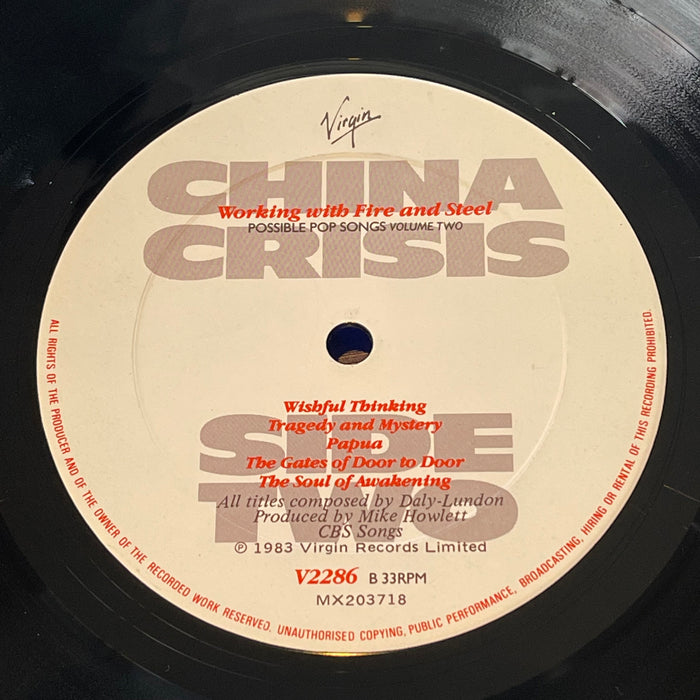 Virgin
CHINA
Working with Fire and Steel
POSSIBLE POP SONGS VOLUME TWO
CRISIS
Wishful Thinking
Tragedy and Mystery
Papua
The Gates of Door to Door
The Soul of Awakening
SIDE
TWO
All titles composed by Daly-Lundon
Produced by Mike Howlett
CBS Songs
℗ 1983 Virgin Records Limited
V2286 B 33RPM
MX203718
ALL RIGHTS OF THE PRODUCER AND OF THE OWNER OF THE RECORDED WORK RESERVED. UNAUTHORISED COPYING, PUBLIC PERFORMANCE, BROADCASTING, HIRING OR RENTAL OF THIS RECORDING PROHIBITED.